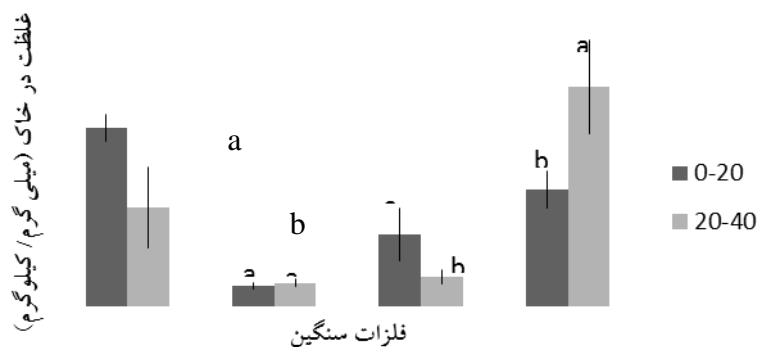 غلظت در خاک (میلی گرم/ کیلوگرم)
a
b
a
b
a
b
a
0-20
20-40
فلزات سنگین